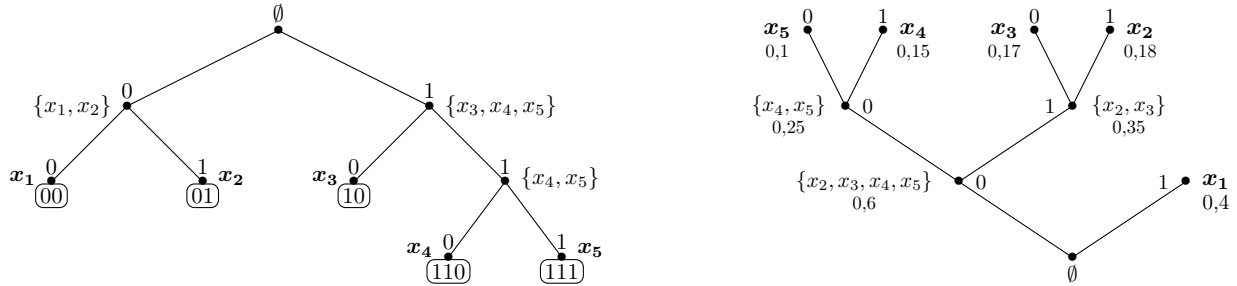 ∅
0 1
{x₁, x₂} {x₃, x₄, x₅}
x₁ 0 1 x₂ x₃ 0 1 {x₄, x₅}
00 01 10
x₄ 0 1 x₅
110 111
0 1 0 1
x₅ x₄ x₃ x₂
0,1 0,15 0,17 0,18
{x₄, x₅} 0 1 {x₂, x₃}
0,25 0,35
{x₂, x₃, x₄, x₅} 0 1 x₁
0,6 0,4
∅